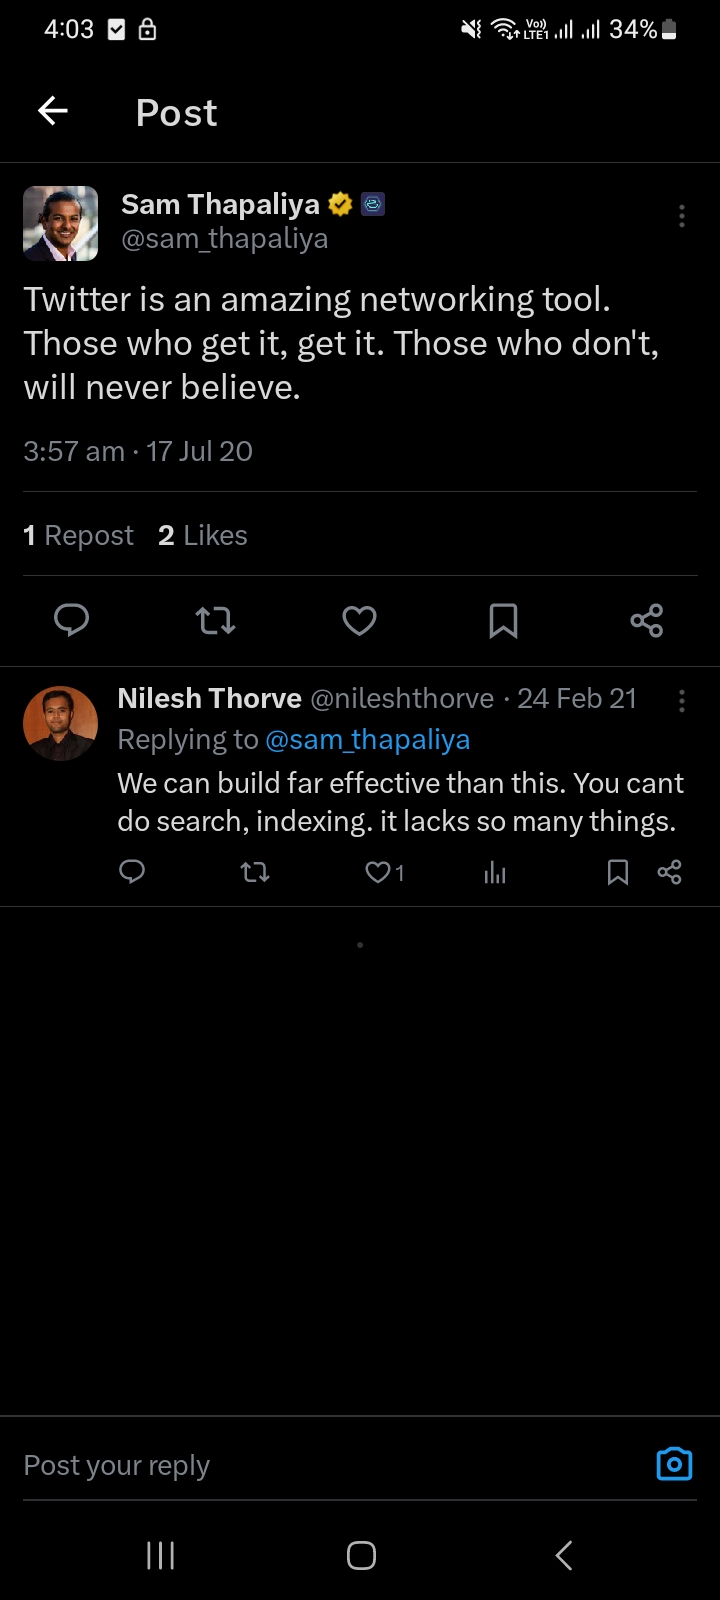 4:03 Vo) LTE1 34%
Post
Sam Thapaliya
@sam_thapaliya
Twitter is an amazing networking tool.
Those who get it, get it. Those who don't,
will never believe.
3:57 am · 17 Jul 20
1 Repost 2 Likes
Nilesh Thorve @nileshthorve · 24 Feb 21
Replying to @sam_thapaliya
We can build far effective than this. You cant
do search, indexing. it lacks so many things.
1
Post your reply